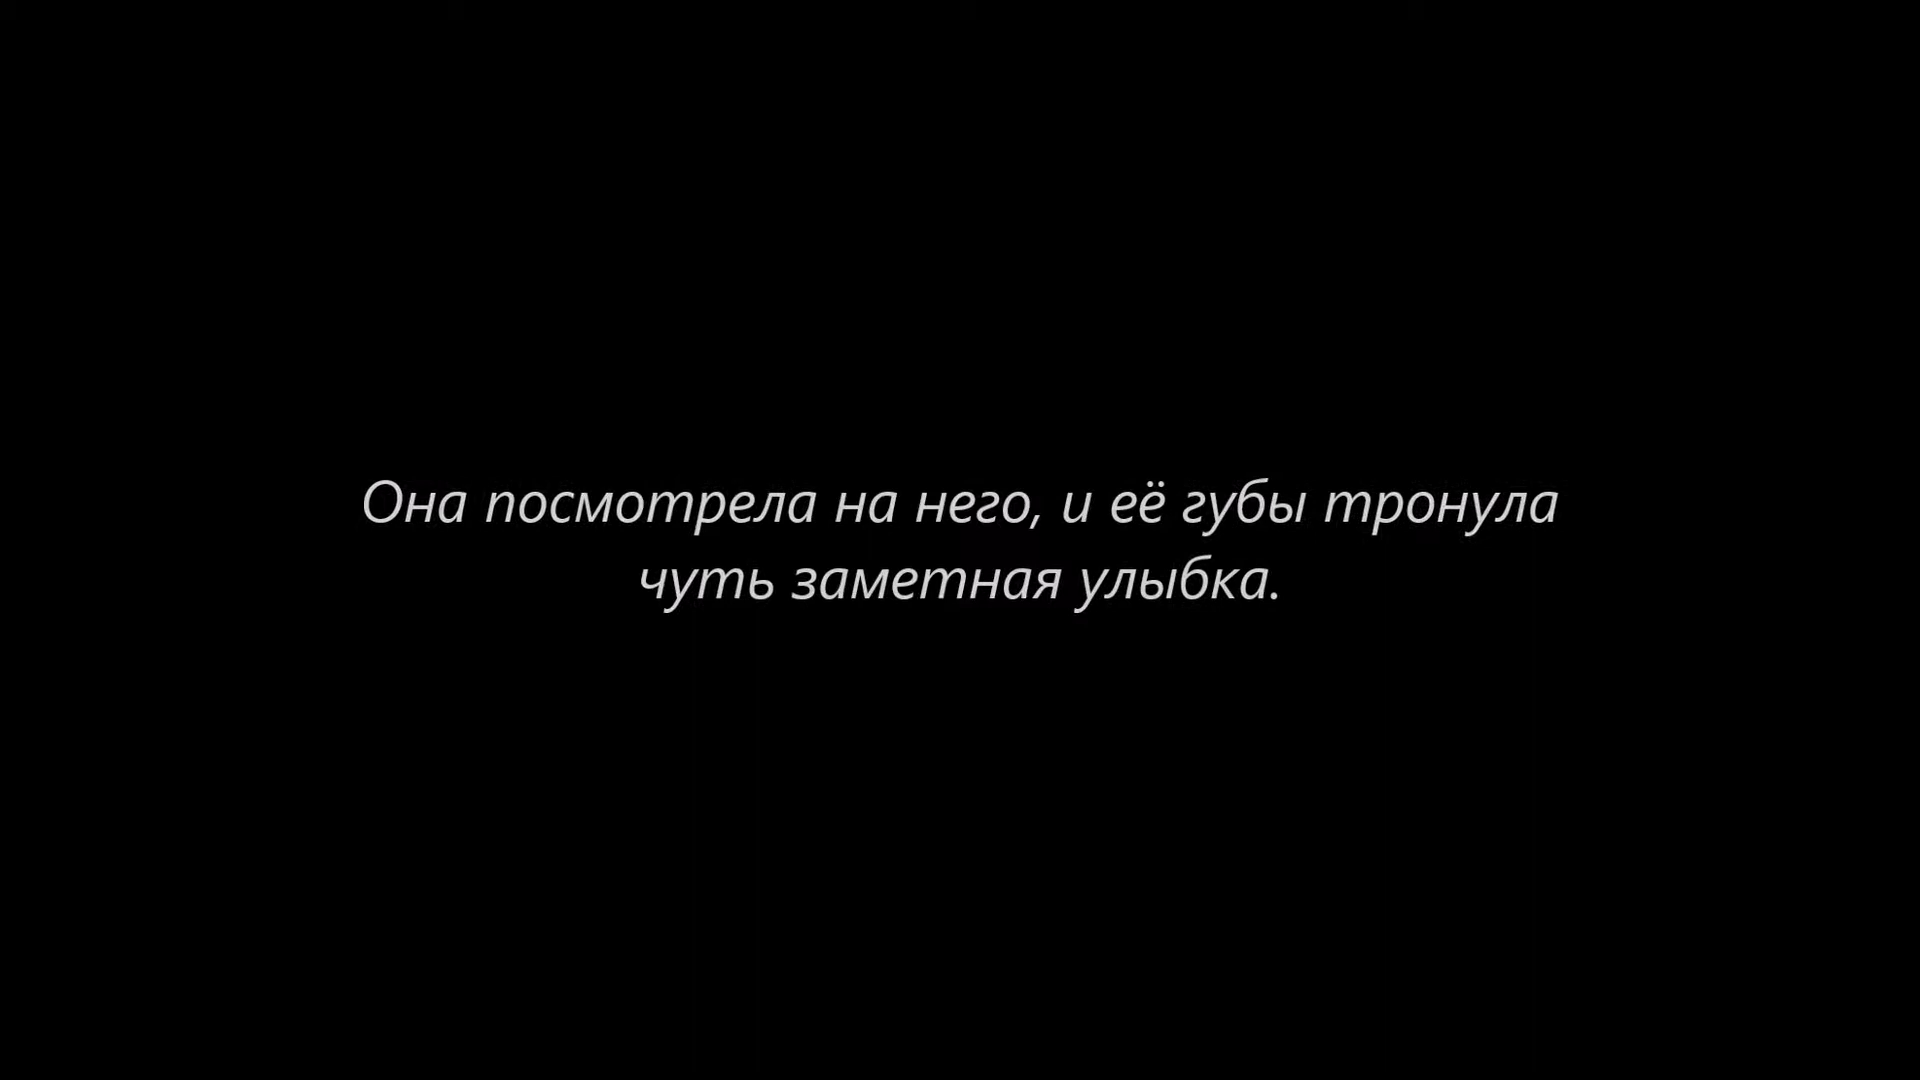 Она посмотрела на него, и её губы тронула
чуть заметная улыбка.